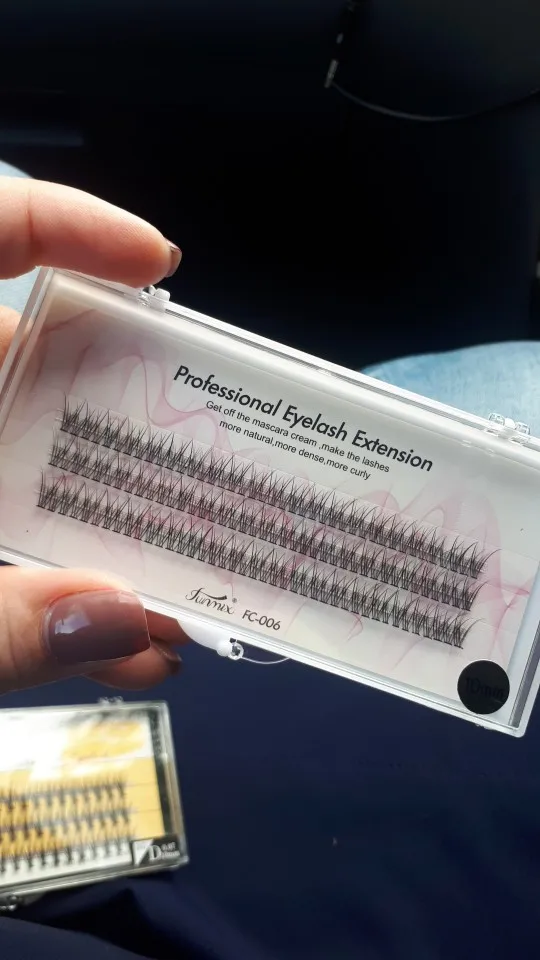 Professional Eyelash Extension
Get off the mascara cream ,make the lashes
more natural,more dense,more curly
FC-006
10mm
D